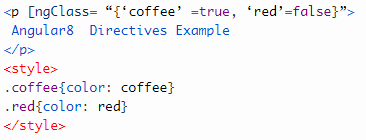 <p [ngClass= “{‘coffee’ =true, ‘red’=false}”>
Angular8  Directives Example
</p>
<style>
.coffee{color: coffee}
.red{color: red}
</style>